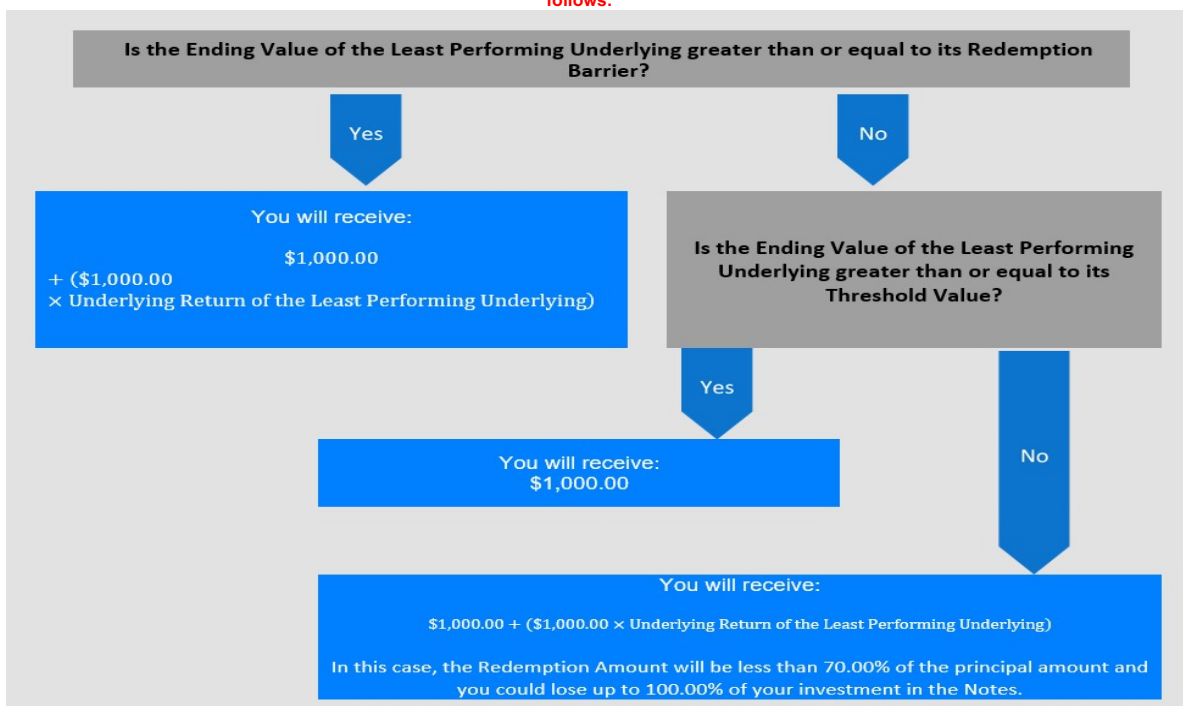 follows:
Is the Ending Value of the Least Performing Underlying greater than or equal to its Redemption
Barrier?
Yes
No
You will receive:
$1,000.00
+ ($1,000.00
× Underlying Return of the Least Performing Underlying)
Is the Ending Value of the Least Performing
Underlying greater than or equal to its
Threshold Value?
Yes
No
You will receive:
$1,000.00
You will receive:
$1,000.00 + ($1,000.00 × Underlying Return of the Least Performing Underlying)
In this case, the Redemption Amount will be less than 70.00% of the principal amount and
you could lose up to 100.00% of your investment in the Notes.